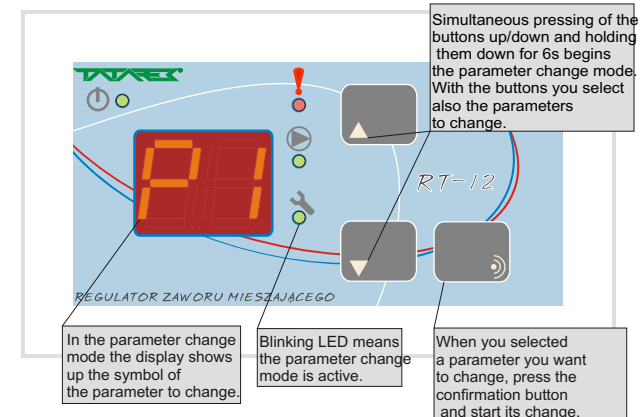 Simultaneous pressing of the
buttons up/down and holding
them down for 6s begins
the parameter change mode.
With the buttons you select
also the parameters
to change.
TATAREK
P1
RT-12
REGULATOR ZAWORU MIESZAJĄCEGO
In the parameter change
mode the display shows
up the symbol of
the parameter to change.
Blinking LED means
the parameter change
mode is active.
When you selected
a parameter you want
to change, press the
confirmation button
and start its change.